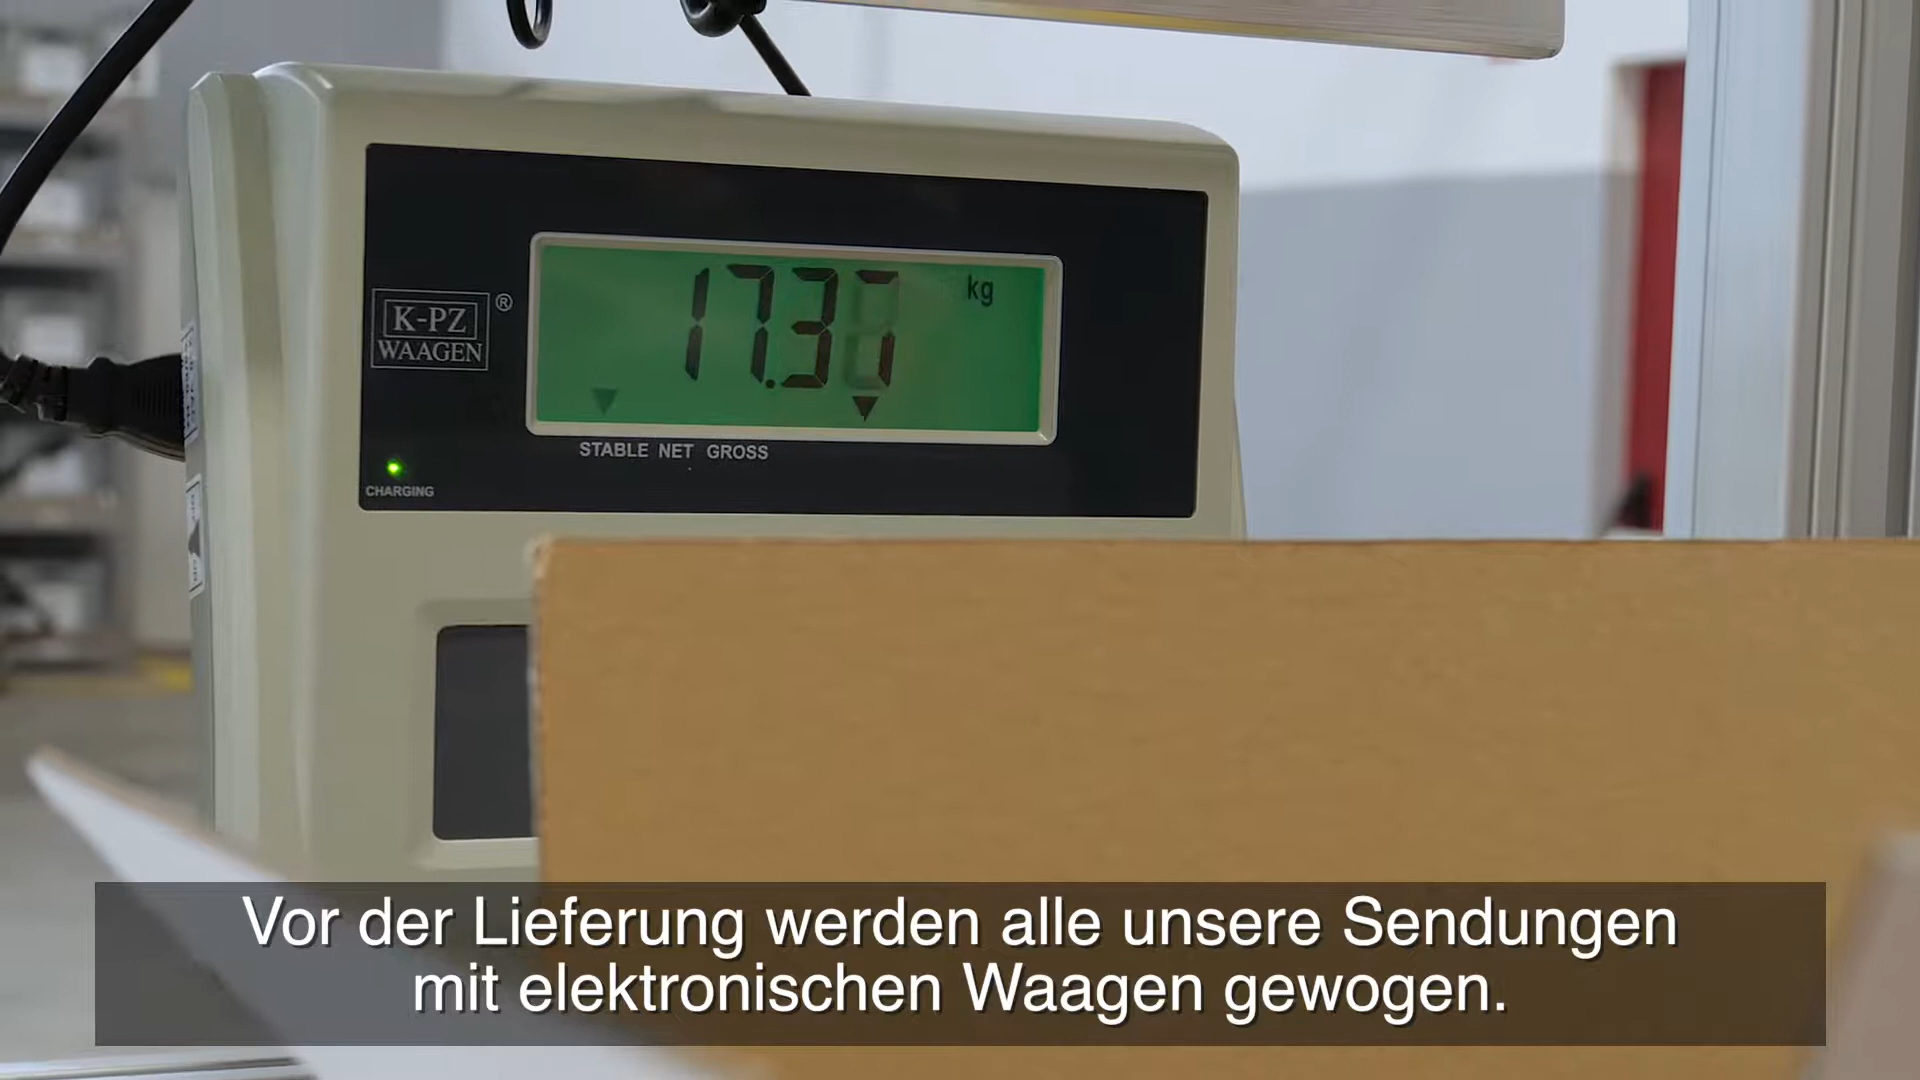 17.37 kg
K-PZ ®
WAAGEN
STABLE NET GROSS
CHARGING
Vor der Lieferung werden alle unsere Sendungen
mit elektronischen Waagen gewogen.